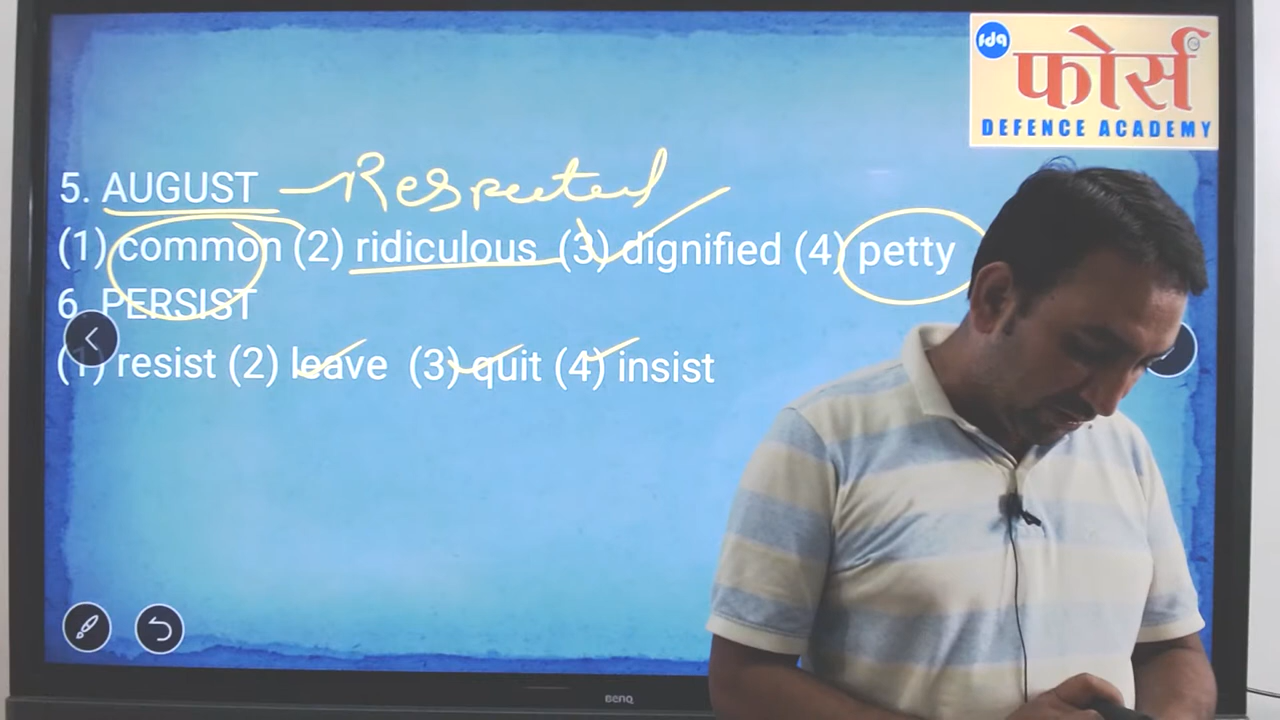 fda
फोर्स
DEFENCE ACADEMY
5. AUGUST Respected
(1) common (2) ridiculous (3) dignified (4) petty
6. PERSIST
(1) resist (2) leave (3) quit (4) insist
BENQ